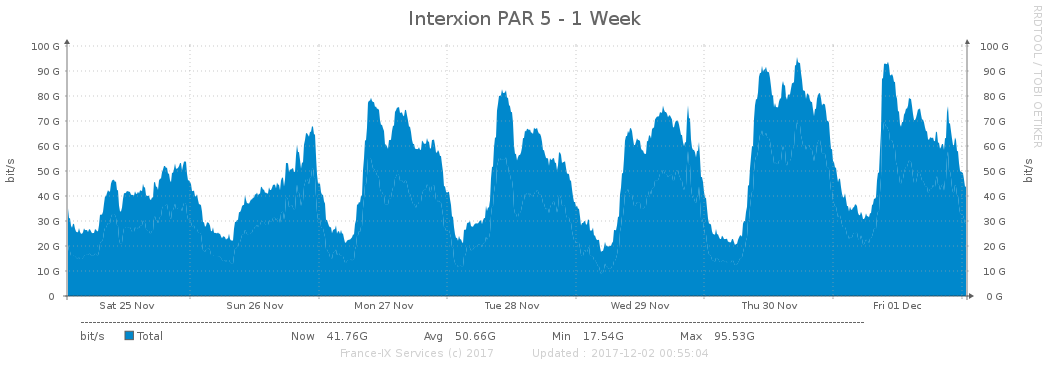 Interxion PAR 5 - 1 Week
RRDTOOL / TOBI OETIKER
bit/s
100 G 100 G
90 G 90 G
80 G 80 G
70 G 70 G
60 G 60 G
50 G 50 G
40 G 40 G
30 G 30 G
20 G 20 G
10 G 10 G
0 0 G
bit/s
Sat 25 Nov Sun 26 Nov Mon 27 Nov Tue 28 Nov Wed 29 Nov Thu 30 Nov Fri 01 Dec
bit/s Total Now 41.76G Avg 50.66G Min 17.54G Max 95.53G
France-IX Services (c) 2017 Updated : 2017-12-02 00:55:04